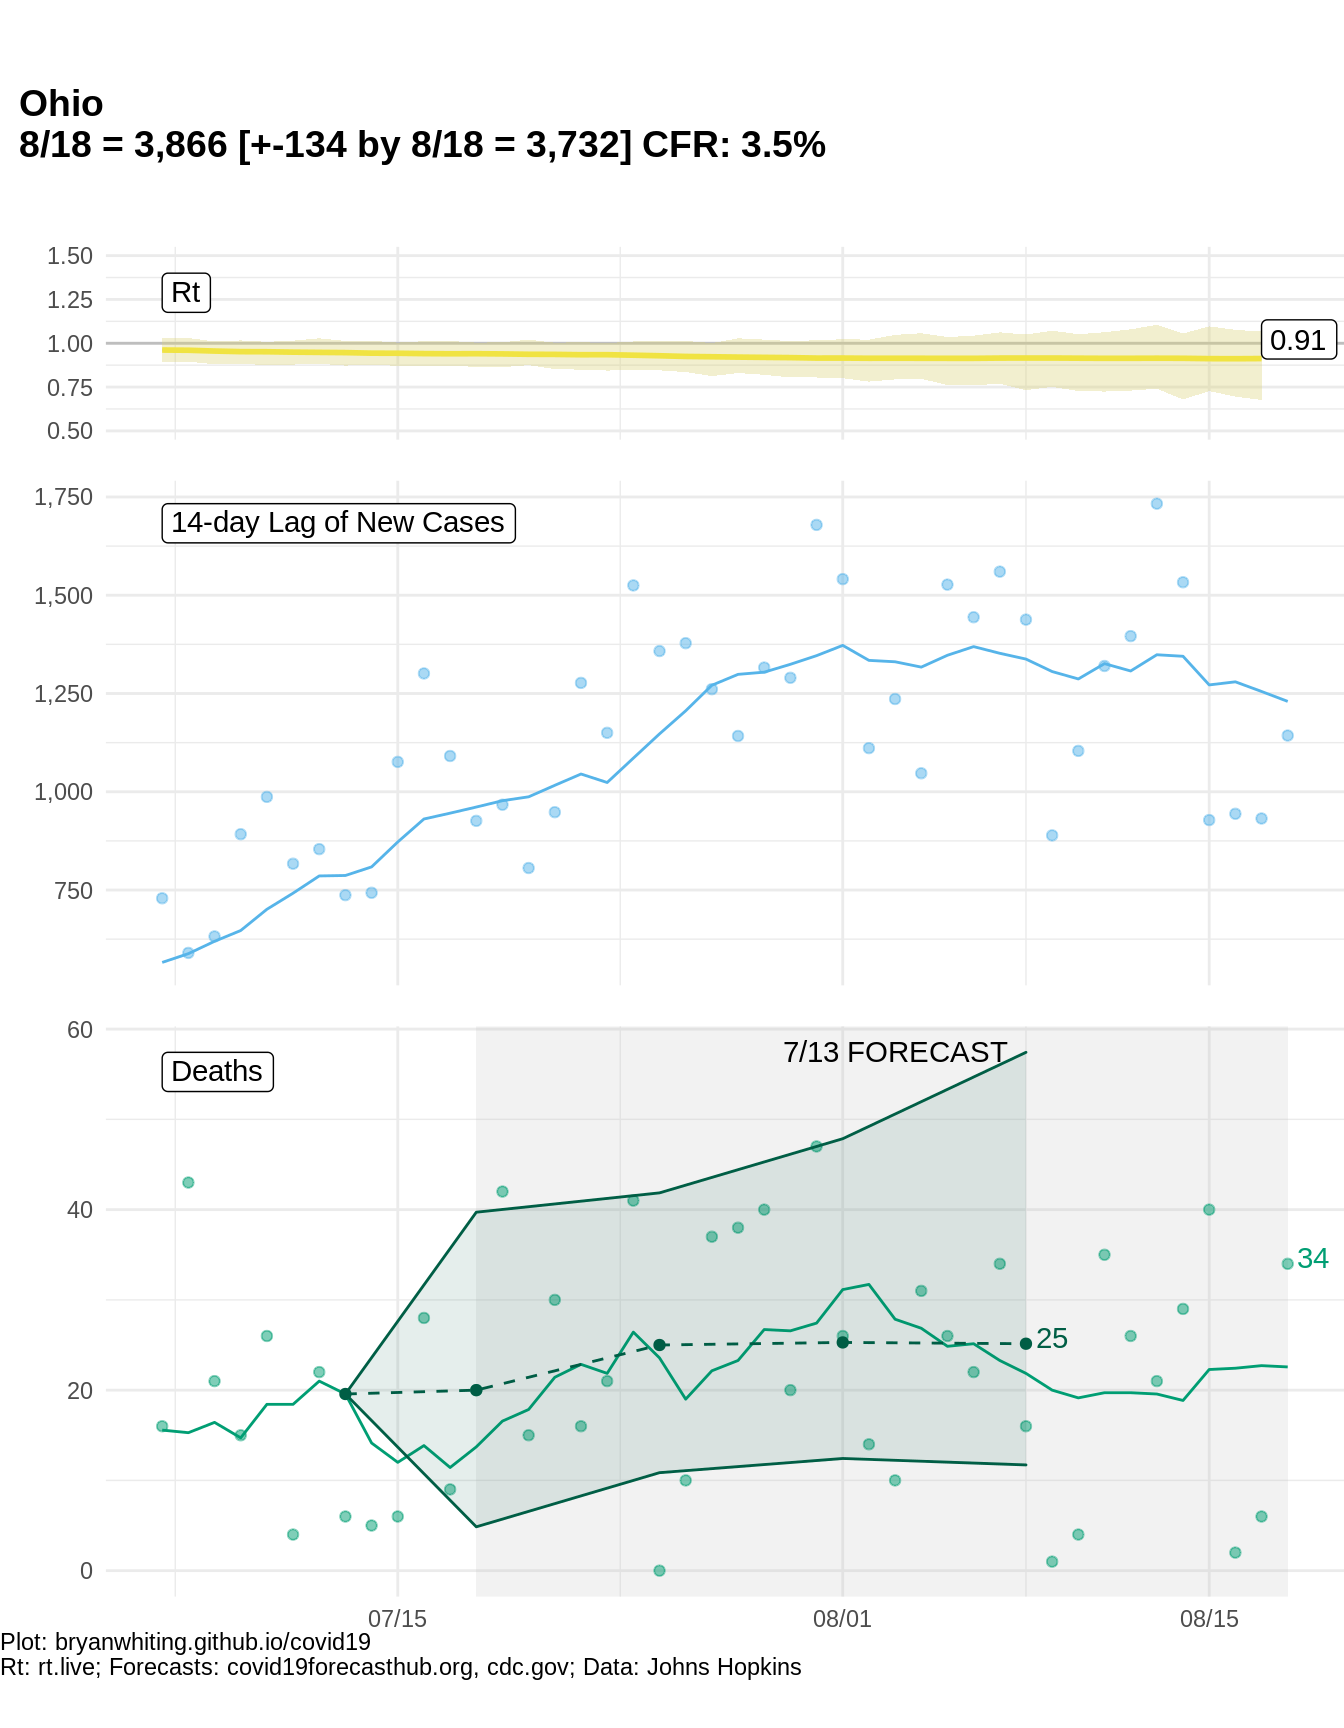 Ohio
8/18 = 3,866 [+-134 by 8/18 = 3,732] CFR: 3.5%
1.50
Rt
1.25
1.00
0.91
0.75
0.50
1,750
14-day Lag of New Cases
1,500
1,250
1,000
750
60
7/13 FORECAST
Deaths
40
34
25
20
0
07/15
08/01
08/15
Plot: bryanwhiting.github.io/covid19
Rt: rt.live; Forecasts: covid19forecasthub.org, cdc.gov; Data: Johns Hopkins